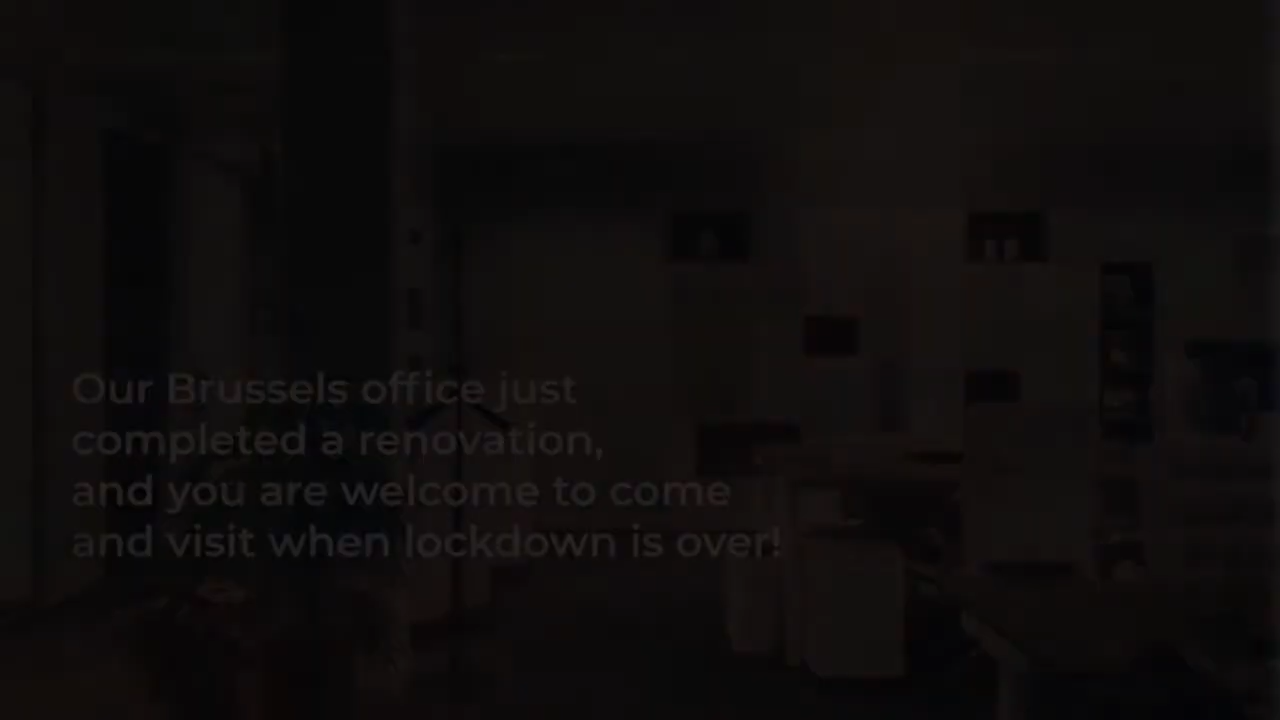 Our Brussels office just
completed a renovation,
and you are welcome to come
and visit when lockdown is over!